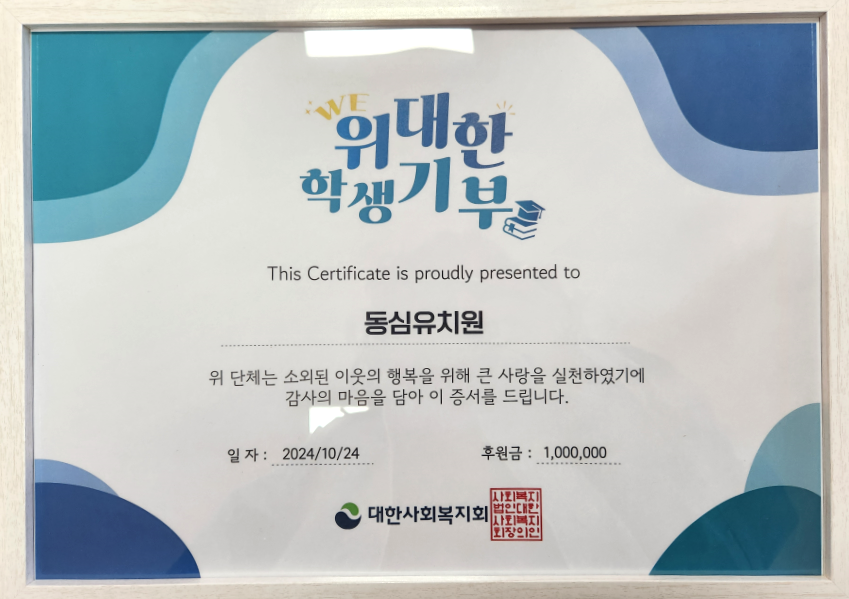 WE
위대한
학생기부
This Certificate is proudly presented to
동심유치원
위 단체는 소외된 이웃의 행복을 위해 큰 사랑을 실천하였기에
감사의 마음을 담아 이 증서를 드립니다.
일 자 : 2024/10/24 후원금 : 1,000,000
대한사회복지회
사회복지
법인대한
사회복지
회장의인